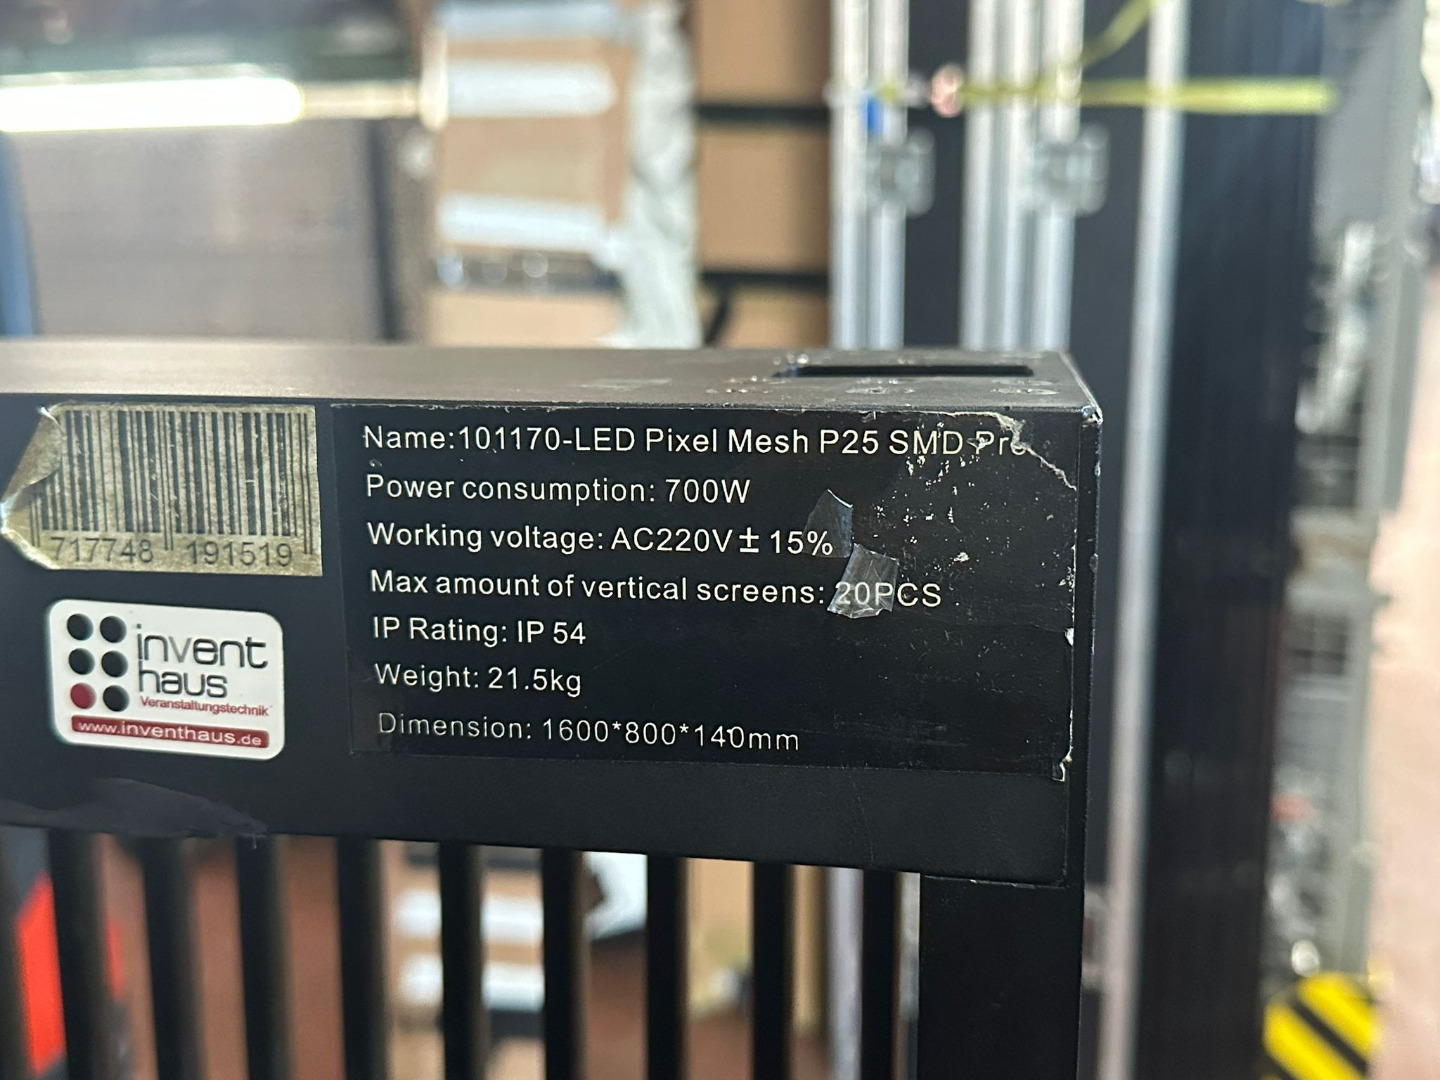 717748 191519
invent
haus
Veranstaltungstechnik
www.inventhaus.de
Name:101170-LED Pixel Mesh P25 SMD Pro
Power consumption: 700W
Working voltage: AC220V ± 15%
Max amount of vertical screens: 20PCS
IP Rating: IP 54
Weight: 21.5kg
Dimension: 1600*800*140mm